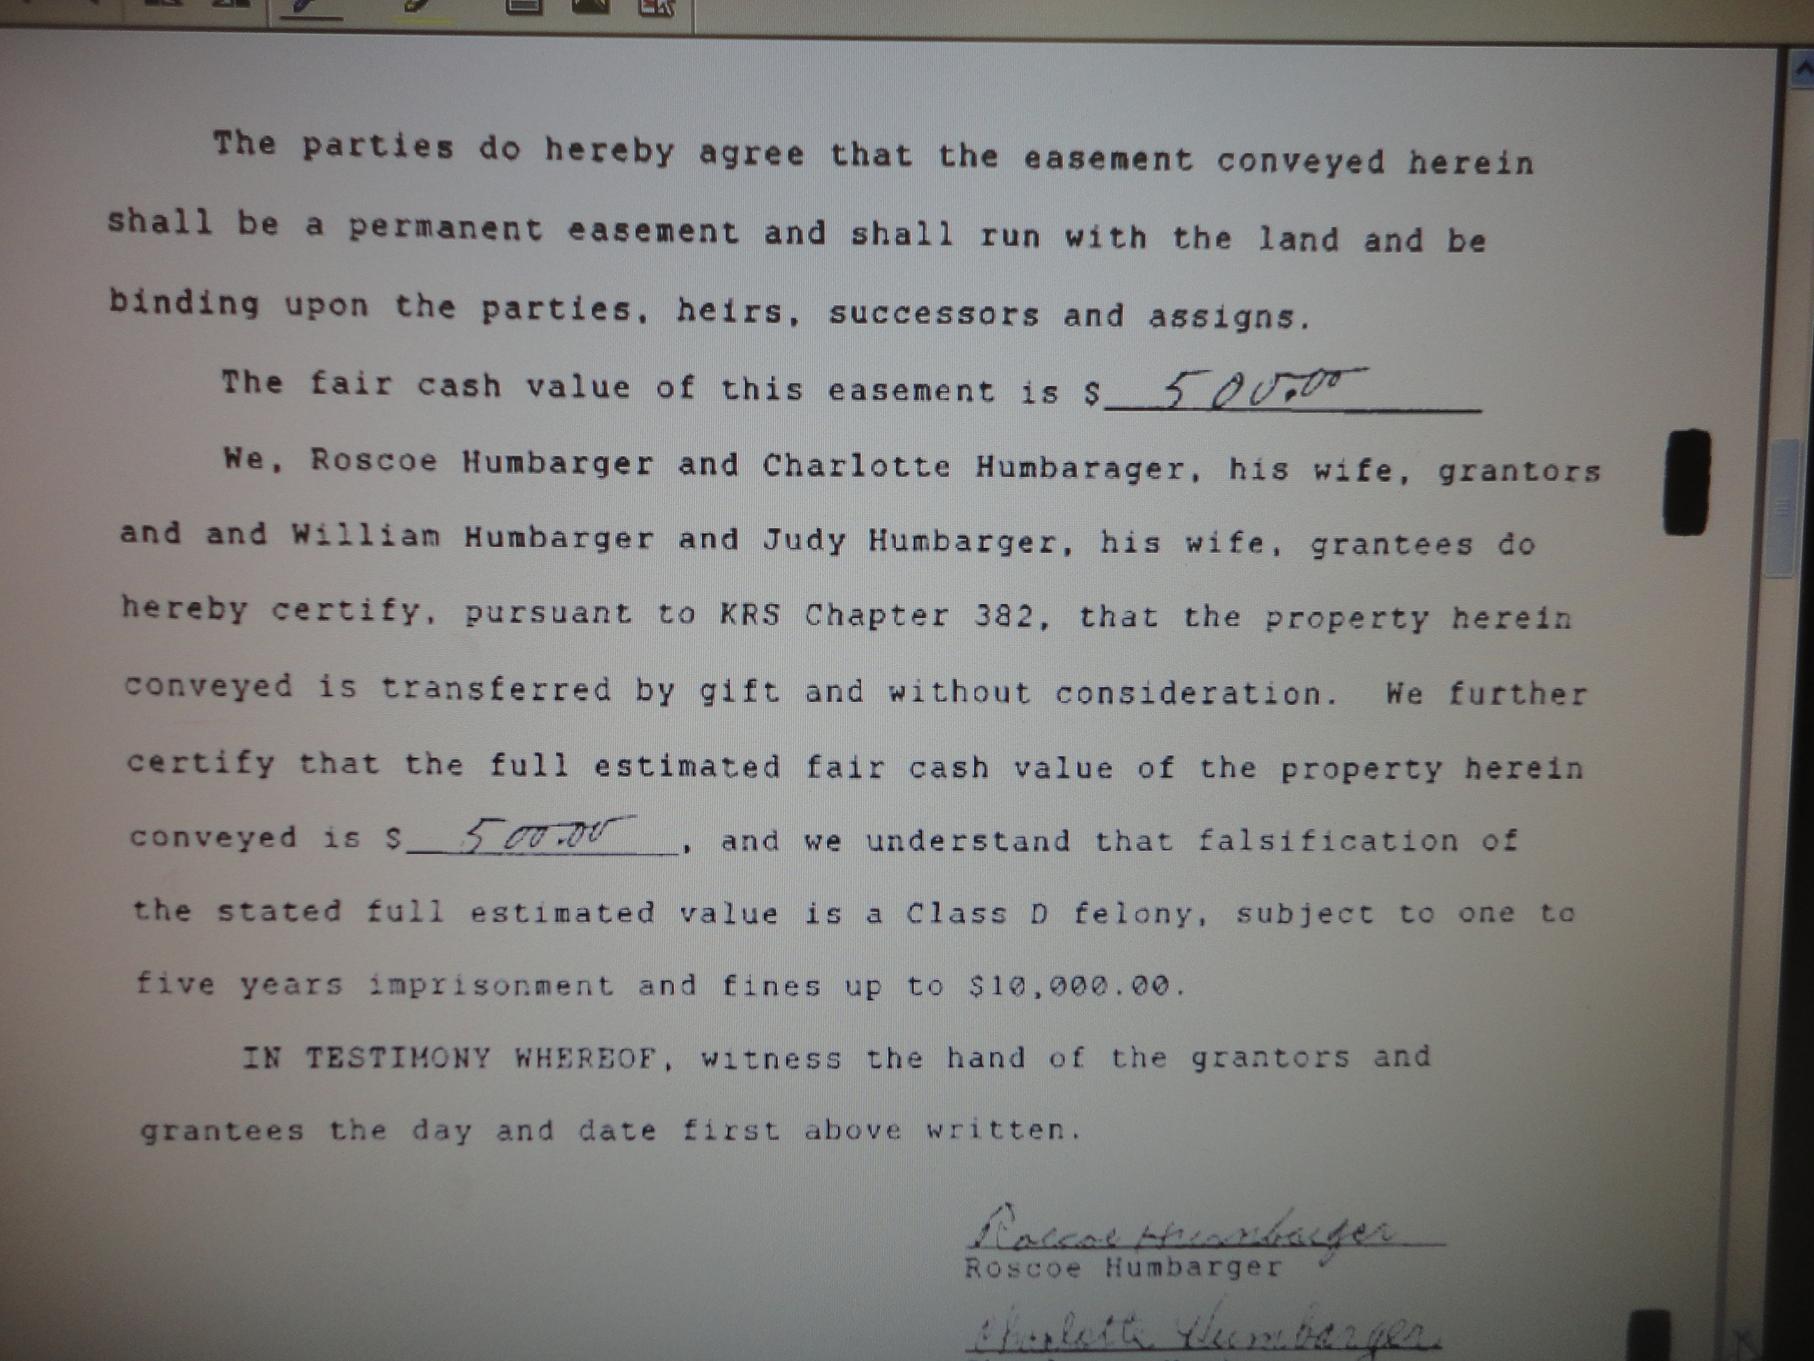 The parties do hereby agree that the easement conveyed herein
shall be a permanent easement and shall run with the land and be
binding upon the parties, heirs, successors and assigns.
The fair cash value of this easement is $ 500.00
We, Roscoe Humbarger and Charlotte Humbarager, his wife, grantors
and and William Humbarger and Judy Humbarger, his wife, grantees do
hereby certify, pursuant to KRS Chapter 382, that the property herein
conveyed is transferred by gift and without consideration. We further
certify that the full estimated fair cash value of the property herein
conveyed is $ 500.00, and we understand that falsification of
the stated full estimated value is a Class D felony, subject to one to
five years imprisonment and fines up to $10,000.00.
IN TESTIMONY WHEREOF, witness the hand of the grantors and
grantees the day and date first above written.
Roscoe Humbarger
Roscoe Humbarger
Charlotte Humbarger